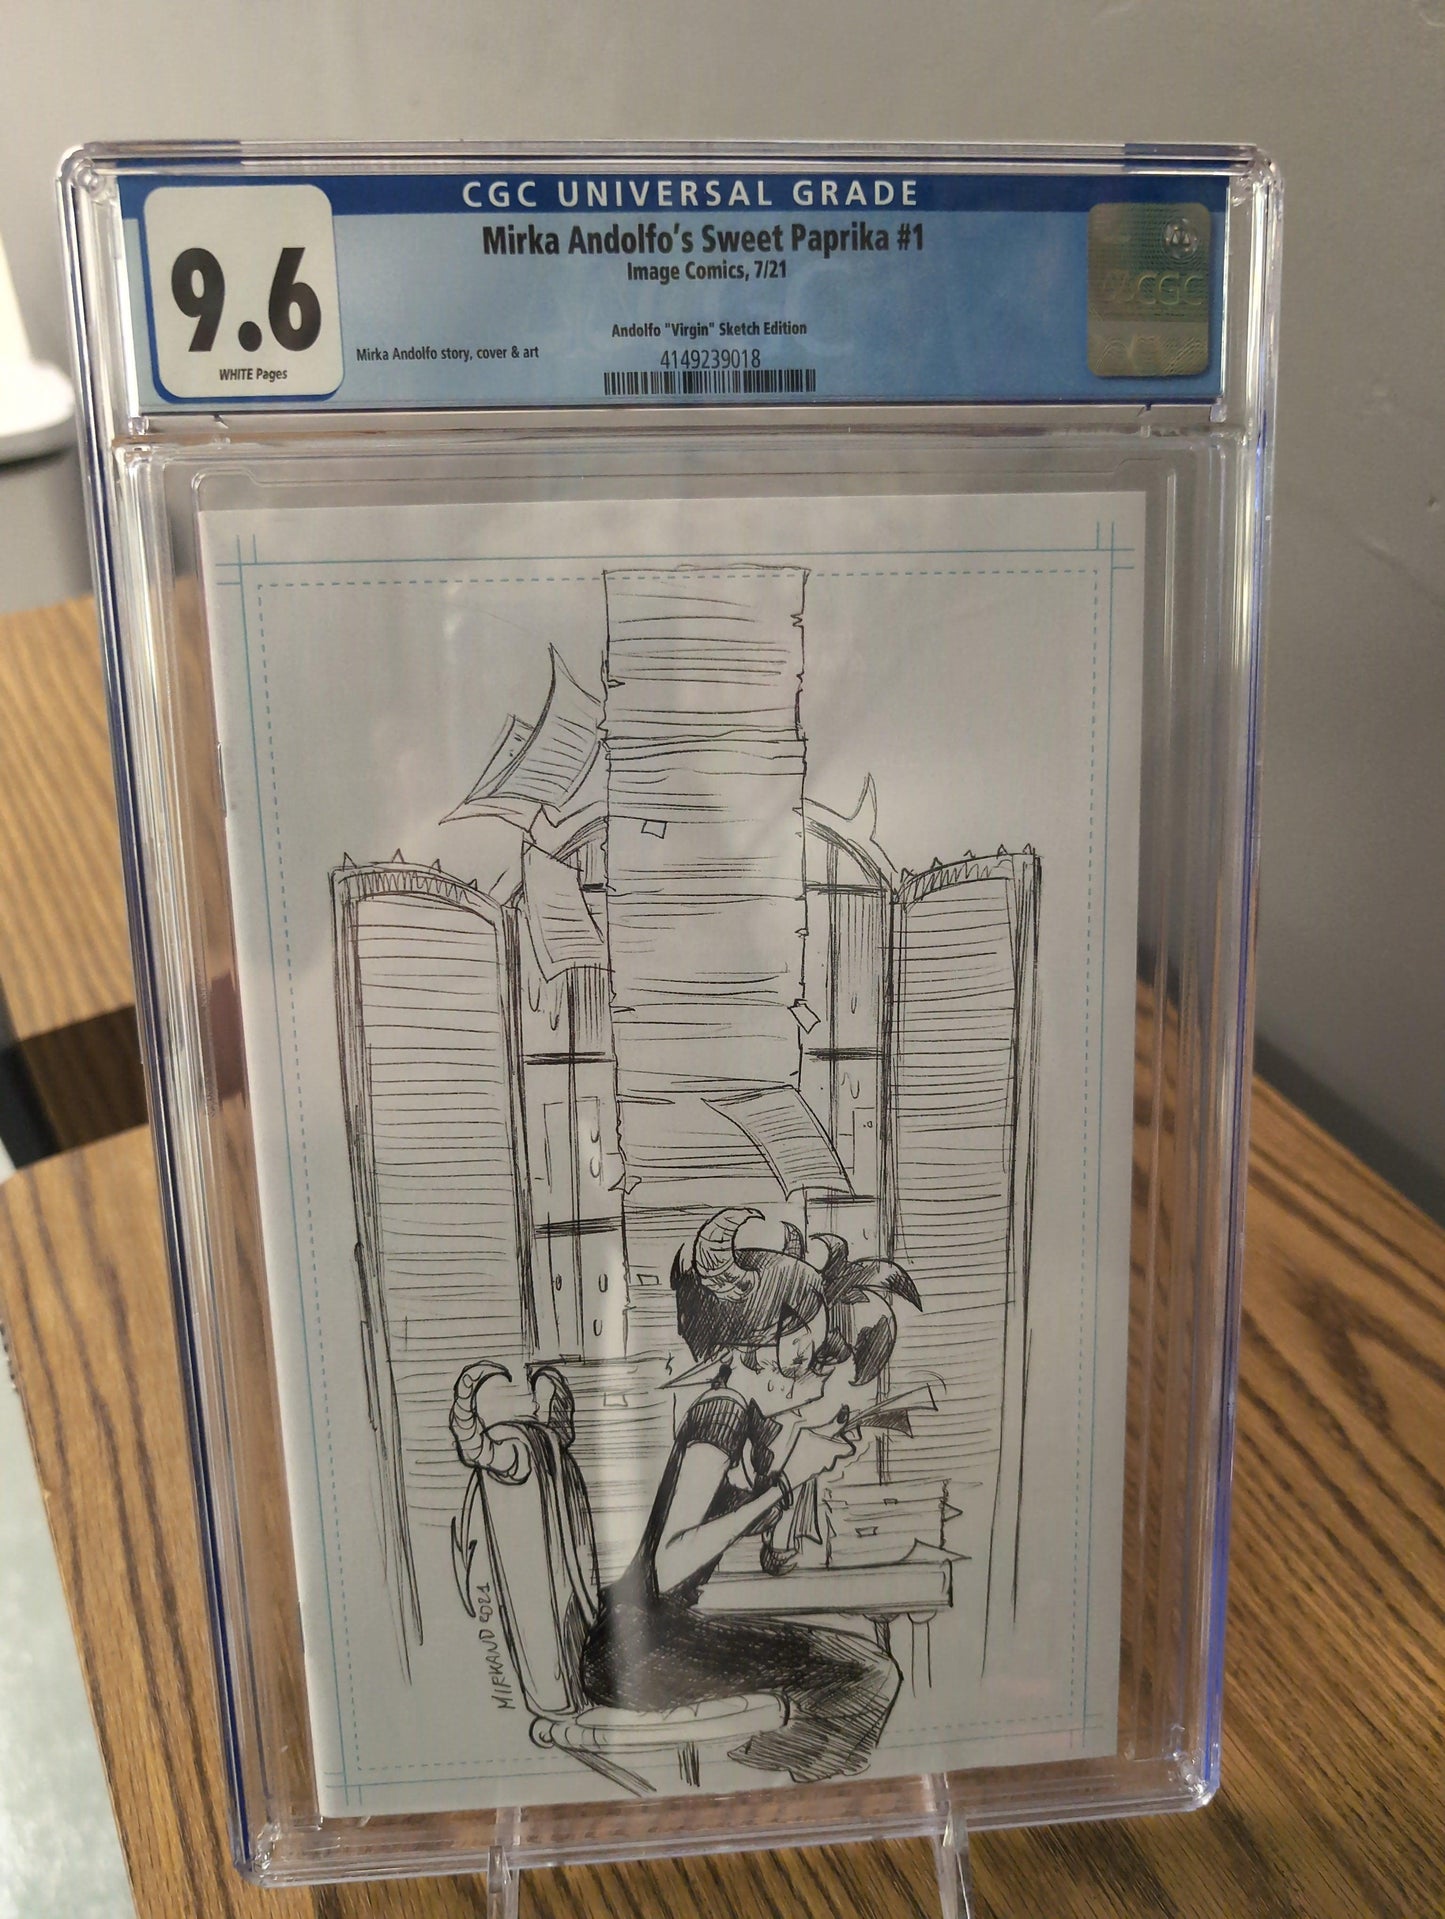 CGC UNIVERSAL GRADE
9.6
WHITE Pages
Mirka Andolfo's Sweet Paprika #1
Image Comics, 7/21
Andolfo "Virgin" Sketch Edition
Mirka Andolfo story, cover & art
4149239018
CGC
MIRKAND 2021